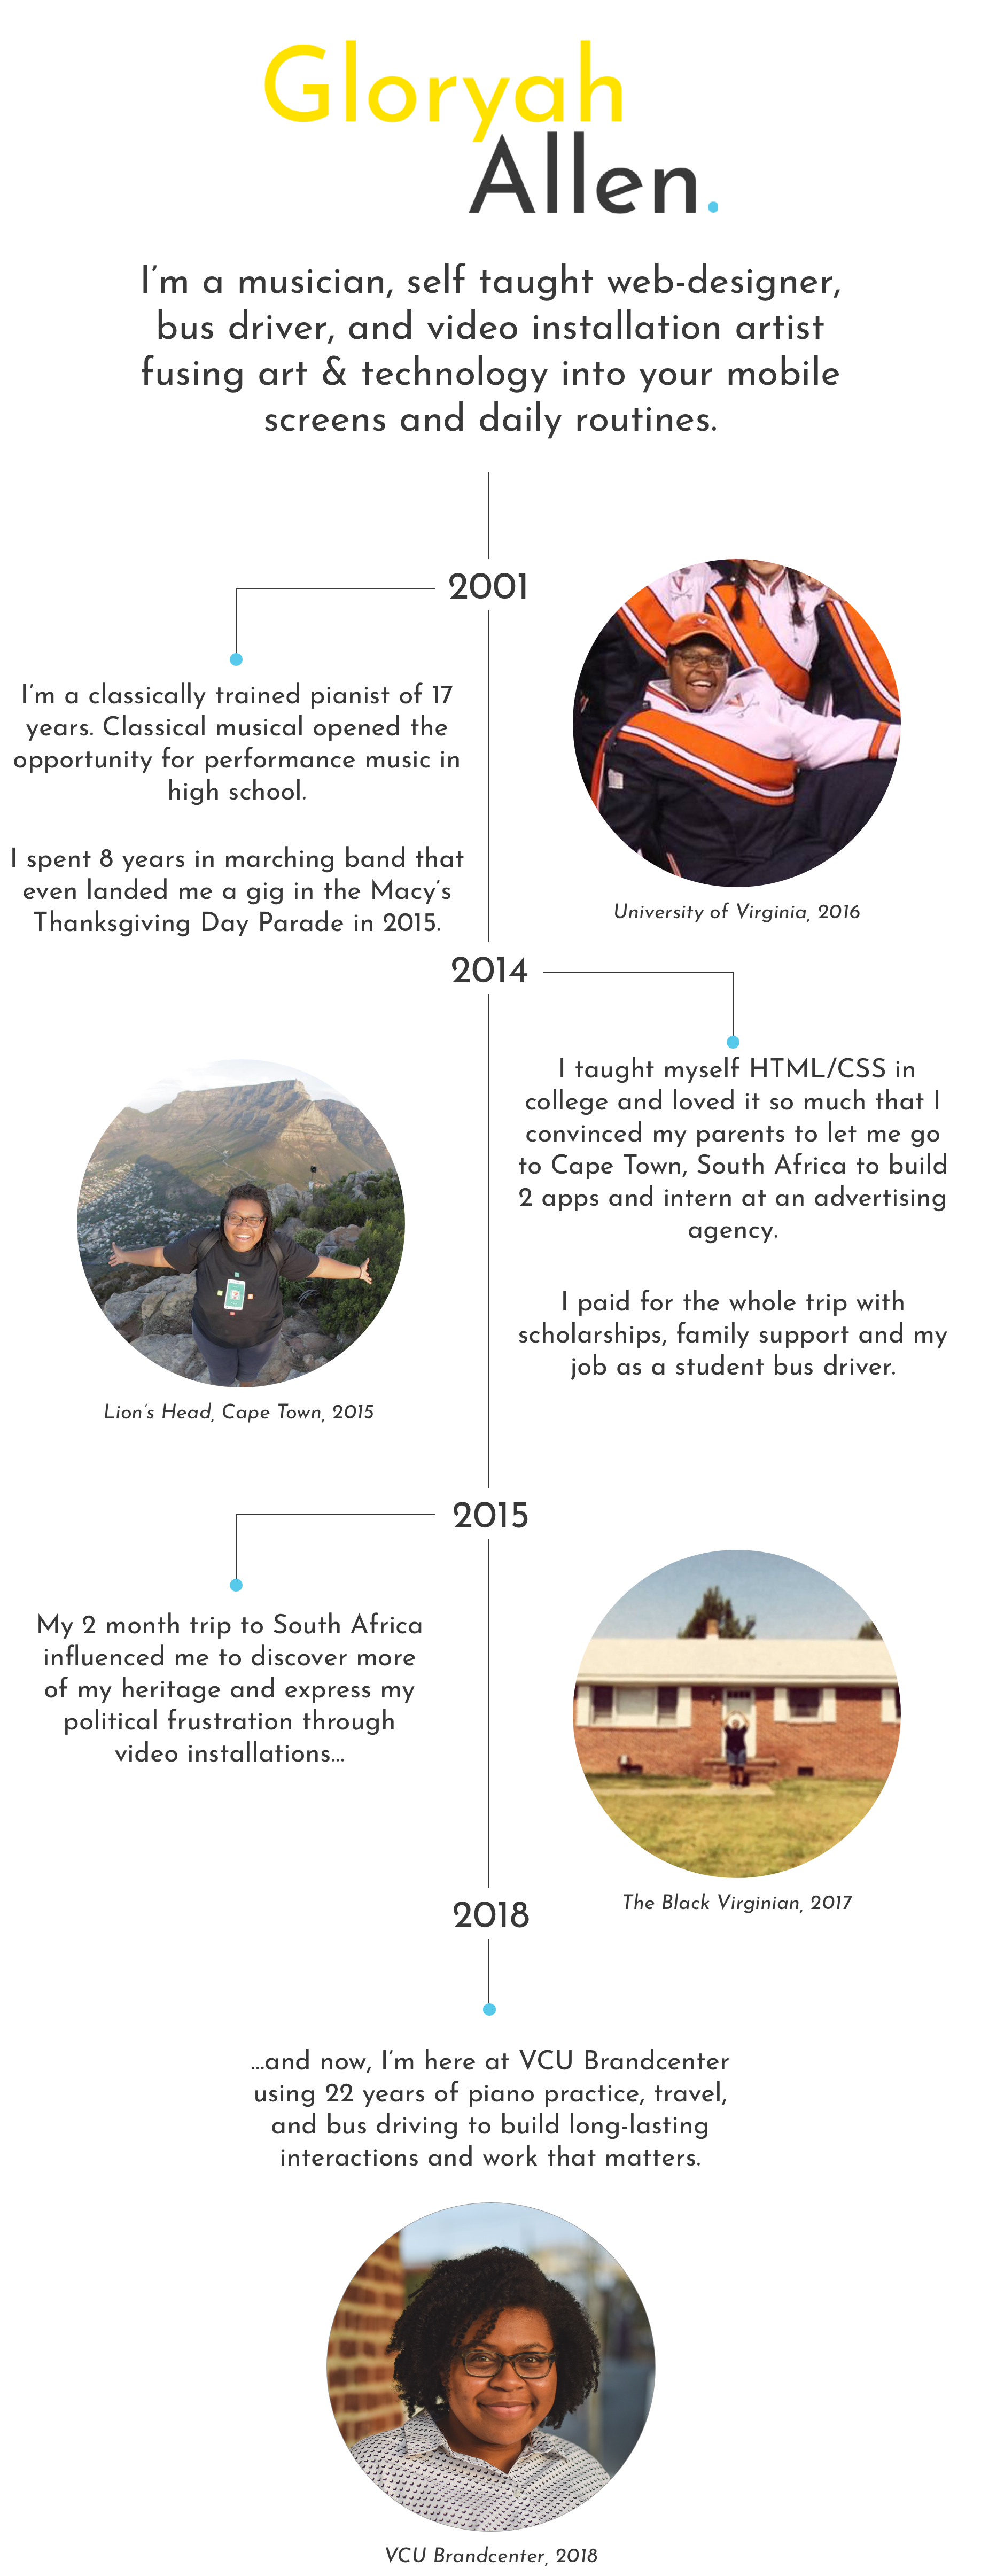 Gloryah
Allen.
I'm a musician, self taught web-designer,
bus driver, and video installation artist
fusing art & technology into your mobile
screens and daily routines.
2001
I'm a classically trained pianist of 17
years. Classical musical opened the
opportunity for performance music in
high school.
I spent 8 years in marching band that
even landed me a gig in the Macy's
Thanksgiving Day Parade in 2015.
University of Virginia, 2016
2014
I taught myself HTML/CSS in
college and loved it so much that I
convinced my parents to let me go
to Cape Town, South Africa to build
2 apps and intern at an advertising
agency.
I paid for the whole trip with
scholarships, family support and my
job as a student bus driver.
Lion's Head, Cape Town, 2015
2015
My 2 month trip to South Africa
influenced me to discover more
of my heritage and express my
political frustration through
video installations...
The Black Virginian, 2017
2018
...and now, I'm here at VCU Brandcenter
using 22 years of piano practice, travel,
and bus driving to build long-lasting
interactions and work that matters.
VCU Brandcenter, 2018